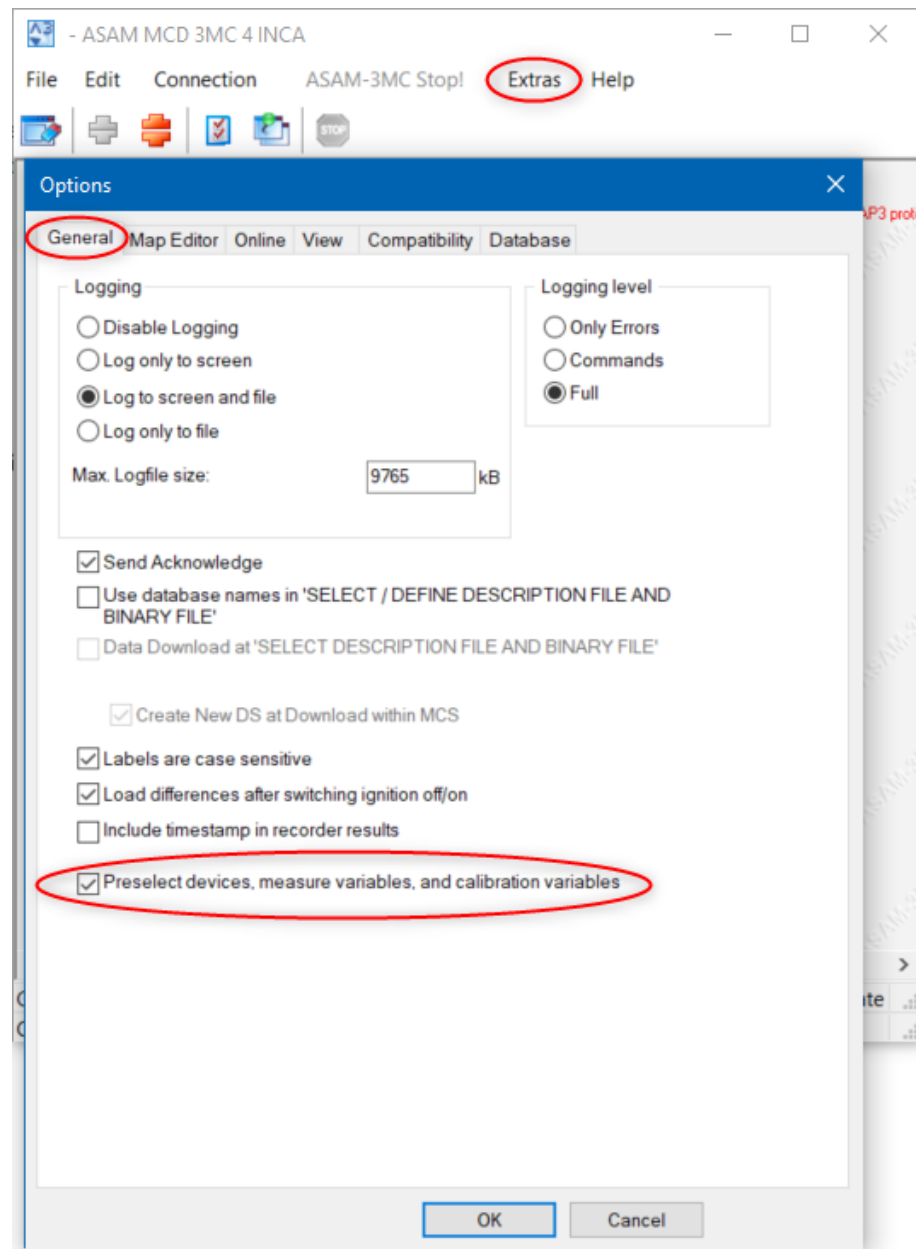 - ASAM MCD 3MC 4 INCA
File Edit Connection ASAM-3MC Stop! Extras Help
STOP
Options
General Map Editor Online View Compatibility Database
Logging
Disable Logging
Log only to screen
Log to screen and file
Log only to file
Max. Logfile size: 9765 kB
Logging level
Only Errors
Commands
Full
Send Acknowledge
Use database names in 'SELECT / DEFINE DESCRIPTION FILE AND
BINARY FILE'
Data Download at 'SELECT DESCRIPTION FILE AND BINARY FILE'
Create New DS at Download within MCS
Labels are case sensitive
Load differences after switching ignition off/on
Include timestamp in recorder results
Preselect devices, measure variables, and calibration variables
OK Cancel